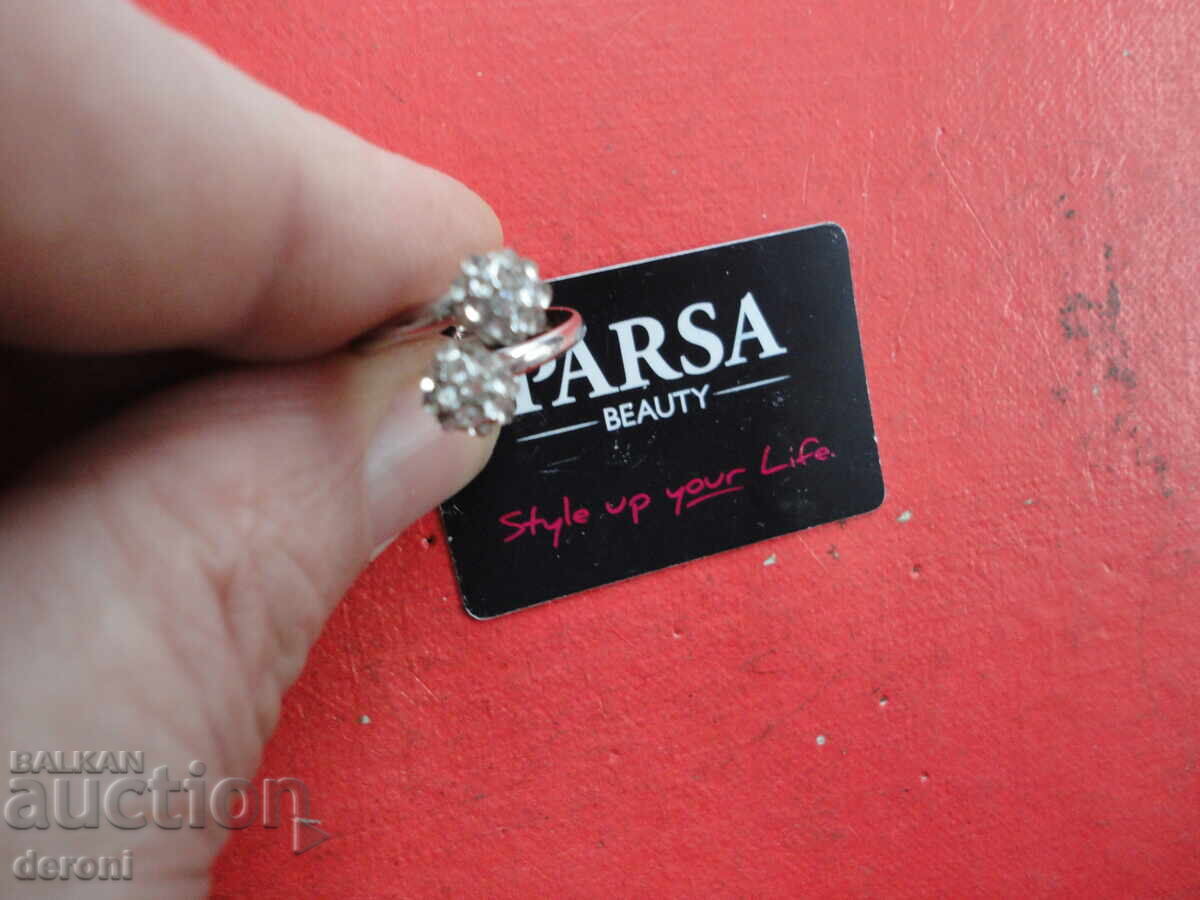 PARSA
BEAUTY
Style up your Life.
BALKAN
auction
deroni